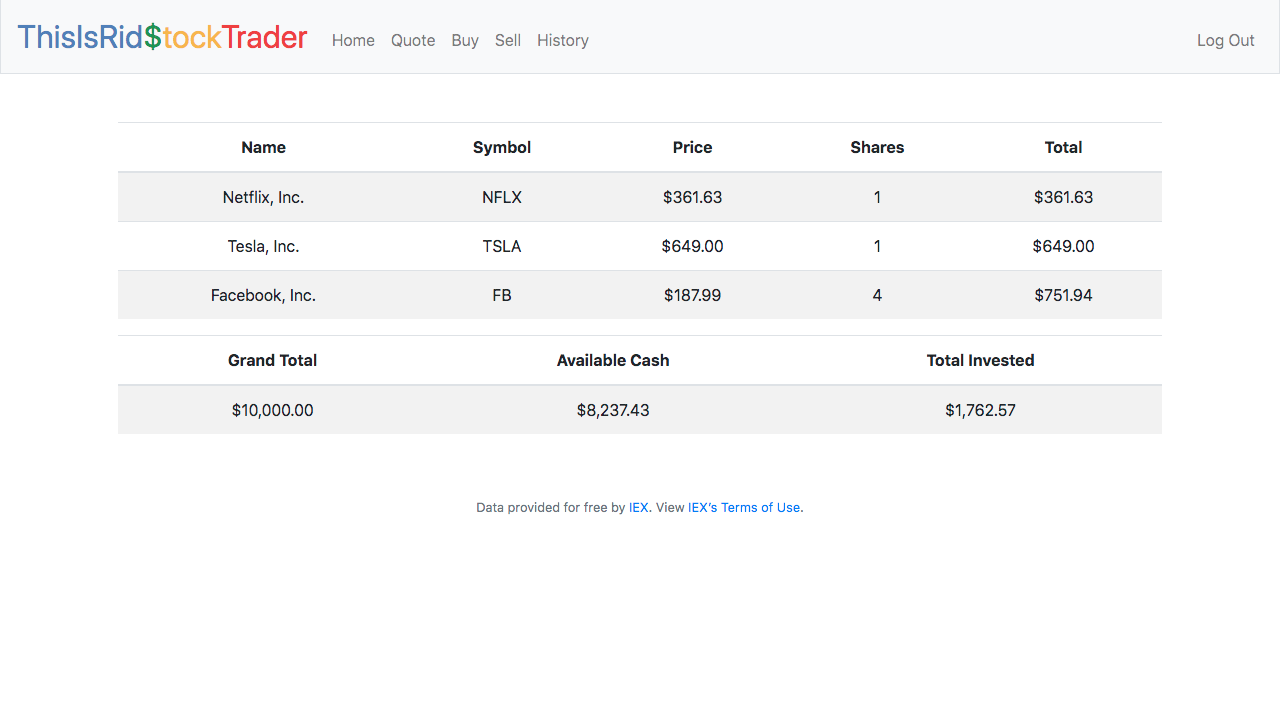 ThisIsRid$tockTrader Home Quote Buy Sell History Log Out
Name Symbol Price Shares Total
Netflix, Inc. NFLX $361.63 1 $361.63
Tesla, Inc. TSLA $649.00 1 $649.00
Facebook, Inc. FB $187.99 4 $751.94
Grand Total Available Cash Total Invested
$10,000.00 $8,237.43 $1,762.57
Data provided for free by IEX. View IEX’s Terms of Use.